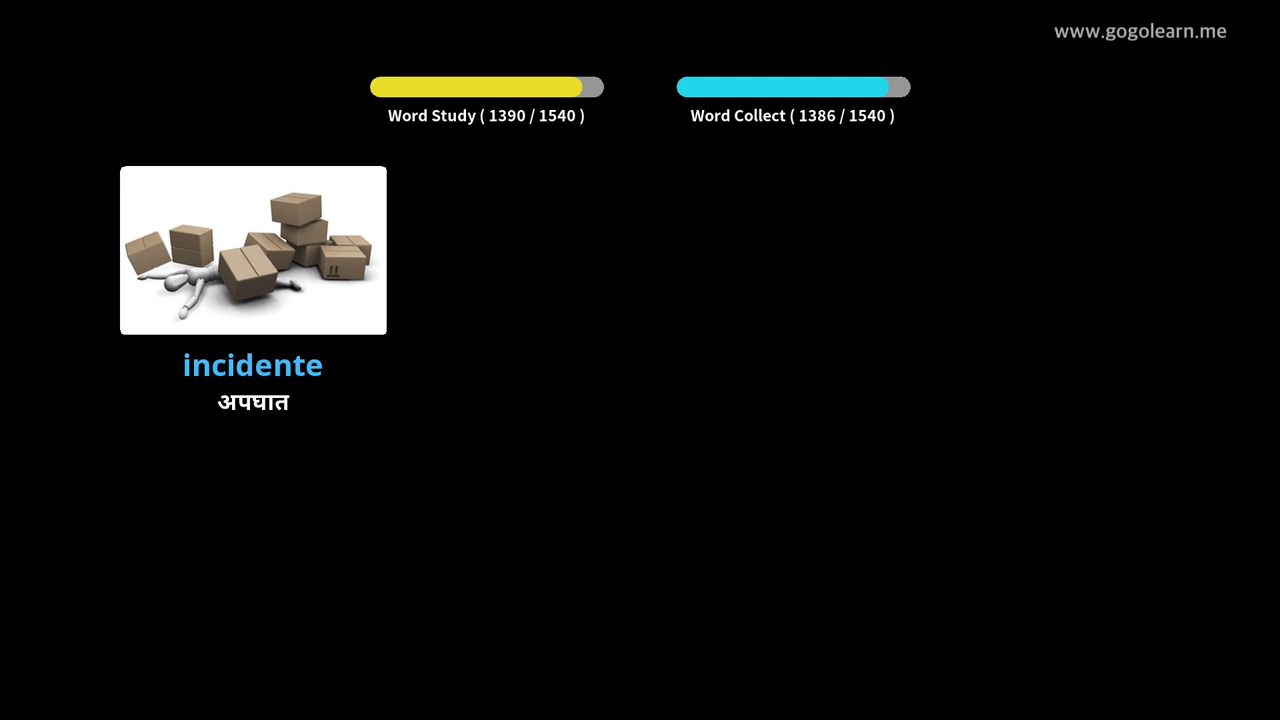 www.gogolearn.me
Word Study ( 1390 / 1540 )
Word Collect ( 1386 / 1540 )
incidente
अपघात